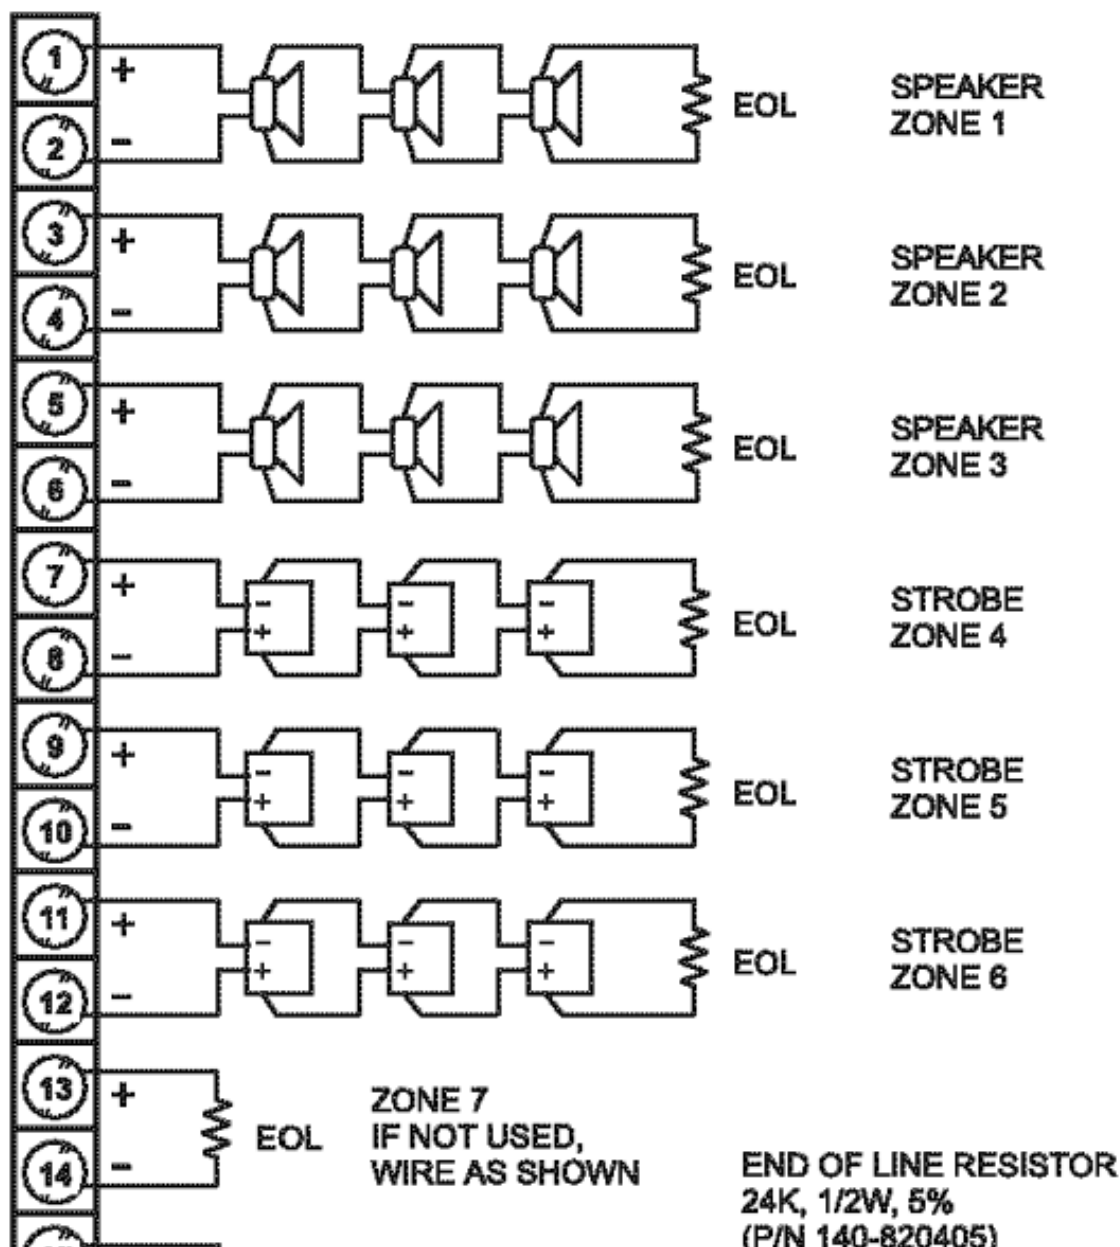 1
+
EOL
SPEAKER
ZONE 1
2
-
3
+
EOL
SPEAKER
ZONE 2
4
-
5
+
EOL
SPEAKER
ZONE 3
6
-
7
+
- - -
+ + +
EOL
STROBE
ZONE 4
8
-
9
+
- - -
+ + +
EOL
STROBE
ZONE 5
10
-
11
+
- - -
+ + +
EOL
STROBE
ZONE 6
12
-
13
+
EOL
14
-
ZONE 7
IF NOT USED,
WIRE AS SHOWN
END OF LINE RESISTOR
24K, 1/2W, 5%
(P/N 140-820405)